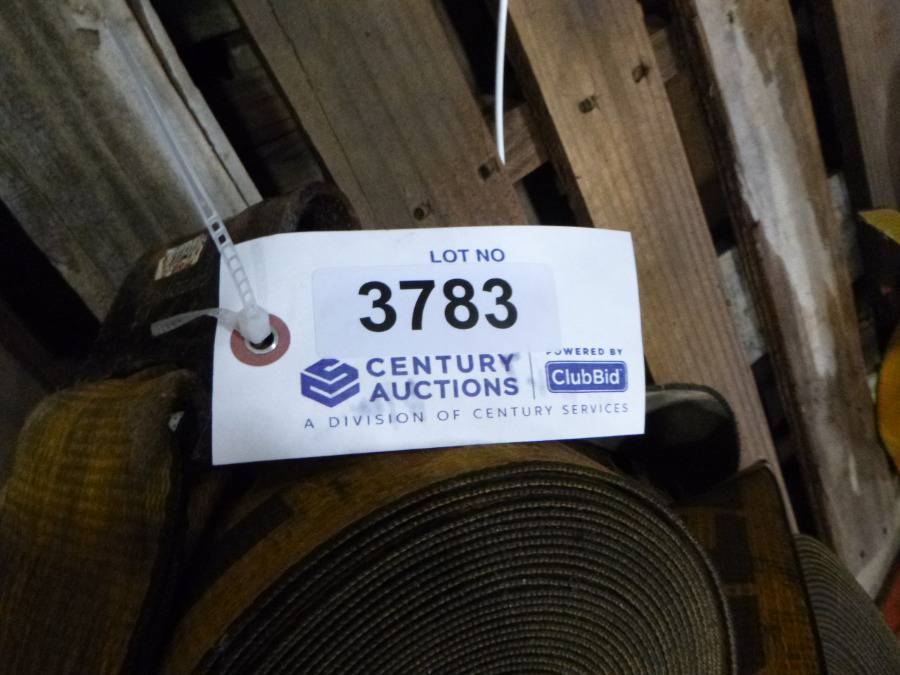 LOT NO
3783
CENTURY
AUCTIONS
POWERED BY
ClubBid
A DIVISION OF CENTURY SERVICES